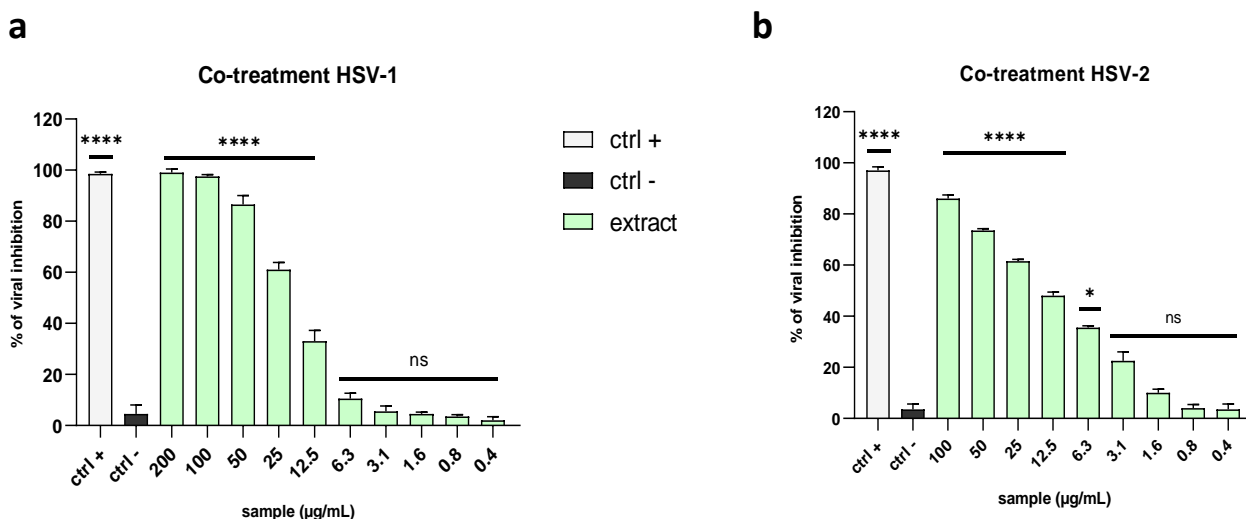 a
Co-treatment HSV-1
% of viral inhibition
120
100
80
60
40
20
0
****
****
ns
ctrl +
ctrl -
200
100
50
25
12.5
6.3
3.1
1.6
0.8
0.4
sample (µg/mL)
ctrl +
ctrl -
extract
b
Co-treatment HSV-2
% of viral inhibition
120
100
80
60
40
20
0
****
****
*
ns
ctrl +
ctrl -
100
50
25
12.5
6.3
3.1
1.6
0.8
0.4
sample (µg/mL)